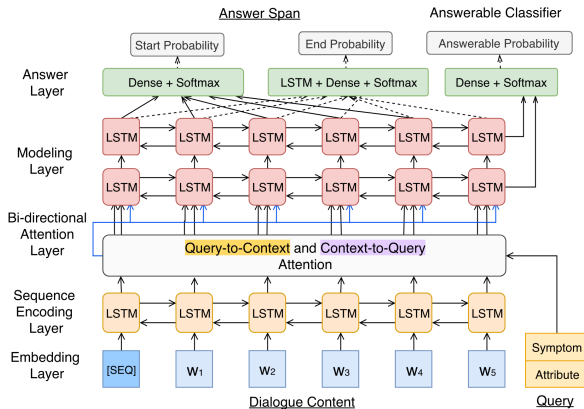 Answer Span
Answerable Classifier
Start Probability
End Probability
Answerable Probability
Answer
Layer
Dense + Softmax
LSTM + Dense + Softmax
Dense + Softmax
Modeling
Layer
LSTM LSTM LSTM LSTM LSTM LSTM
LSTM LSTM LSTM LSTM LSTM LSTM
Bi-directional
Attention
Layer
Query-to-Context and Context-to-Query
Attention
Sequence
Encoding
Layer
LSTM LSTM LSTM LSTM LSTM LSTM
Embedding
Layer
[SEQ] W1 W2 W3 W4 W5
Symptom
Attribute
Dialogue Content
Query